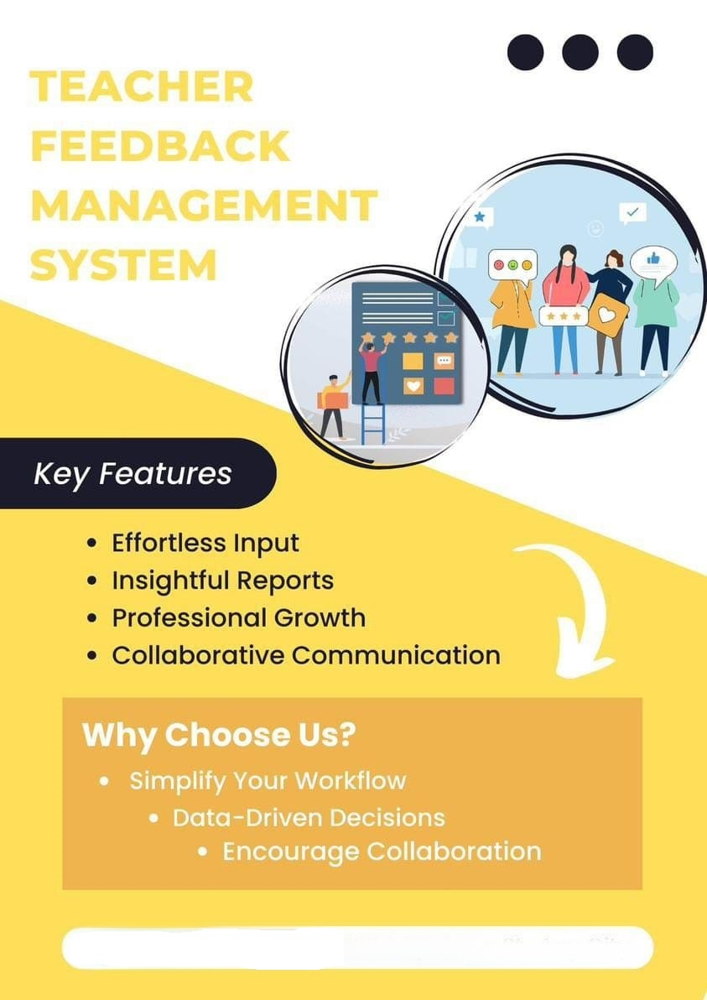 TEACHER
FEEDBACK
MANAGEMENT
SYSTEM
Key Features
• Effortless Input
• Insightful Reports
• Professional Growth
• Collaborative Communication
Why Choose Us?
• Simplify Your Workflow
• Data-Driven Decisions
• Encourage Collaboration